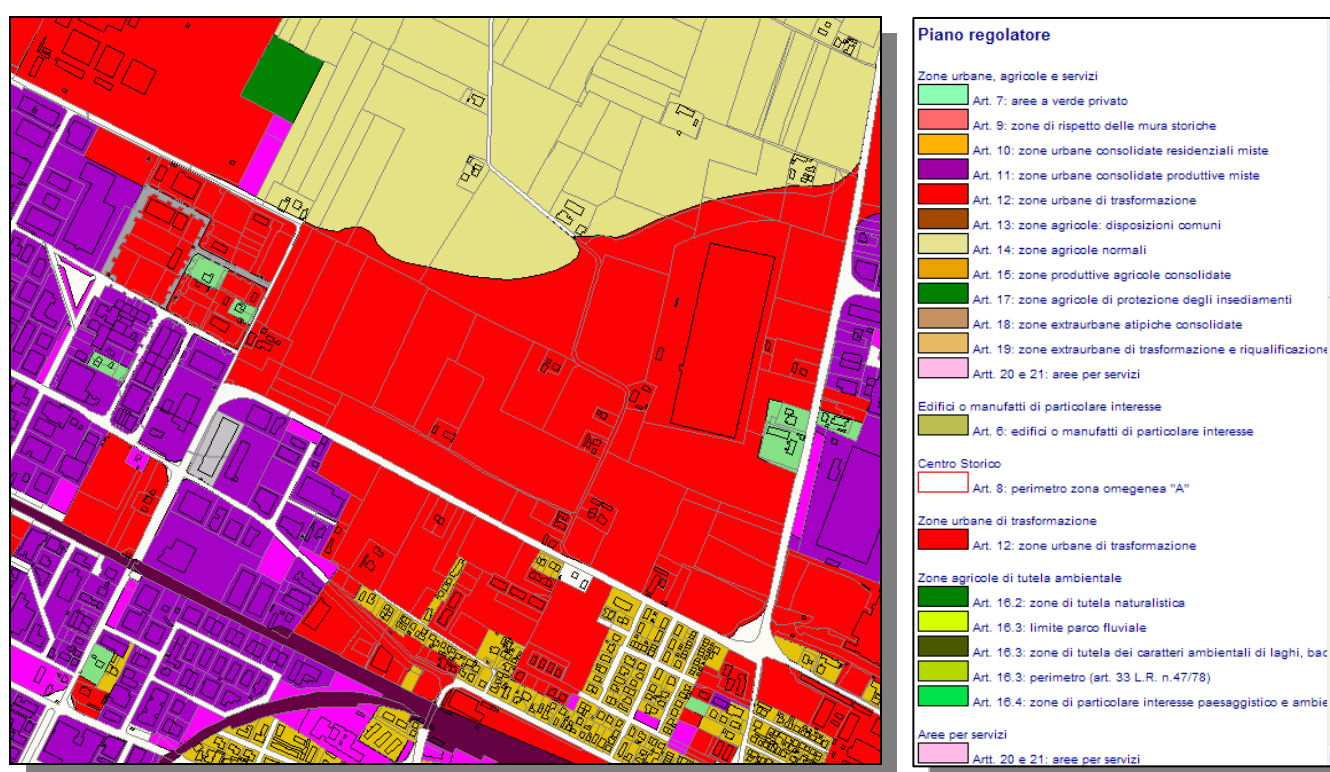 Piano regolatore
Zone urbane, agricole e servizi
Art. 7: aree a verde privato
Art. 9: zone di rispetto delle mura storiche
Art. 10: zone urbane consolidate residenziali miste
Art. 11: zone urbane consolidate produttive miste
Art. 12: zone urbane di trasformazione
Art. 13: zone agricole: disposizioni comuni
Art. 14: zone agricole normali
Art. 15: zone produttive agricole consolidate
Art. 17: zone agricole di protezione degli insediamenti
Art. 18: zone extraurbane atipiche consolidate
Art. 19: zone extraurbane di trasformazione e riqualificazione
Artt. 20 e 21: aree per servizi
Edifici o manufatti di particolare interesse
Art. 6: edifici o manufatti di particolare interesse
Centro Storico
Art. 8: perimetro zona omegenea "A"
Zone urbane di trasformazione
Art. 12: zone urbane di trasformazione
Zone agricole di tutela ambientale
Art. 16.2: zone di tutela naturalistica
Art. 16.3: limite parco fluviale
Art. 16.3: zone di tutela dei caratteri ambientali di laghi, bac
Art. 16.3: perimetro (art. 33 L.R. n.47/78)
Art. 16.4: zone di particolare interesse paesaggistico e ambie
Aree per servizi
Artt. 20 e 21: aree per servizi